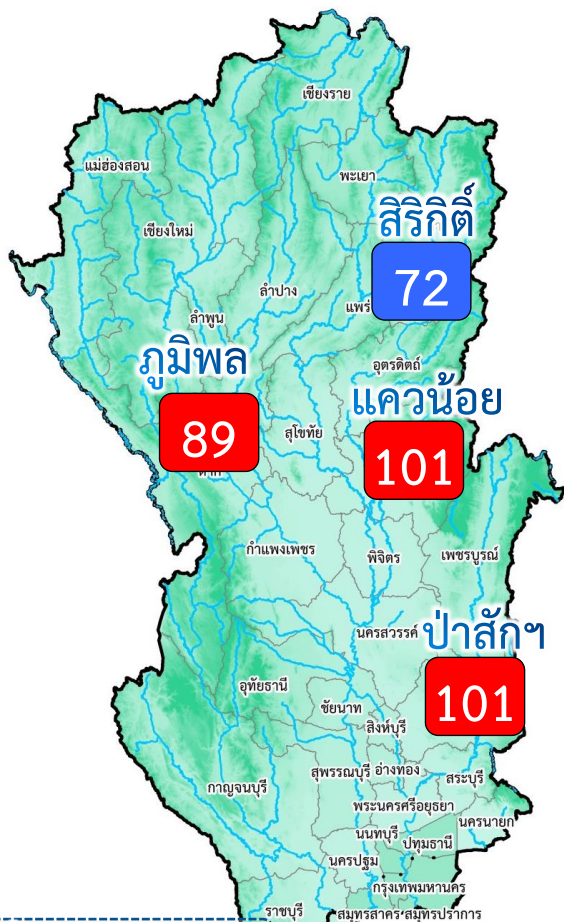 เชียงราย
แม่ฮ่องสอน
พะเยา
สิริกิติ์
เชียงใหม่
72
ลำปาง
แพร่
ลำพูน
ภูมิพล
อุตรดิตถ์
แควน้อย
89
สุโขทัย
101
ตาก
กำแพงเพชร
พิจิตร
เพชรบูรณ์
นครสวรรค์
ป่าสักฯ
อุทัยธานี
101
ชัยนาท
สิงห์บุรี
สุพรรณบุรี
อ่างทอง
สระบุรี
กาญจนบุรี
พระนครศรีอยุธยา
นครนายก
นนทบุรี
ปทุมธานี
นครปฐม
กรุงเทพมหานคร
ราชบุรี
สมุทรสาคร
สมุทรปราการ